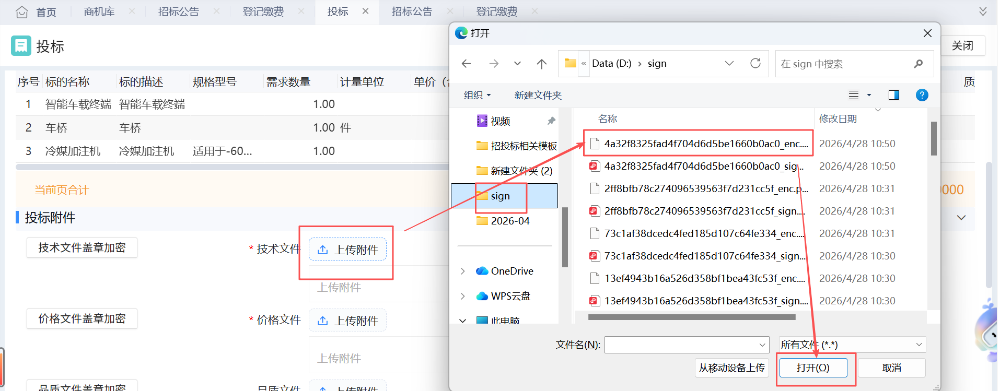 首页 商机库 招标公告 登记缴费 投标 招标公告 登记缴费
投标
关闭
序号 标的名称 标的描述 规格型号 需求数量 计量单位 单价
质
1 智能车载终端 智能车载终端 1.00
2 车桥 车桥 1.00 件
3 冷媒加注机 冷媒加注机 适用于-60... 1.00
当前页合计
0000
投标附件
技术文件盖章加密 * 技术文件 上传附件
上传附件
价格文件盖章加密 * 价格文件 上传附件
上传附件
品质文件盖章加密 品质文件 上传附件
打开
« Data (D:) › sign
在 sign 中搜索
组织 新建文件夹
视频
招投标相关模板
新建文件夹 (2)
sign
2026-04
OneDrive
WPS云盘
此电脑
名称 修改日期
4a32f8325fad4f704d6d5be1660b0ac0_enc.... 2026/4/28 10:50
4a32f8325fad4f704d6d5be1660b0ac0_sig... 2026/4/28 10:50
2ff8bfb78c274096539563f7d231cc5f_enc.p... 2026/4/28 10:31
2ff8bfb78c274096539563f7d231cc5f_sign.... 2026/4/28 10:31
73c1af38dcedc4fed185d107c64fe334_enc.... 2026/4/28 10:31
73c1af38dcedc4fed185d107c64fe334_sign... 2026/4/28 10:30
13ef4943b16a526d358bf1bea43fc53f_enc.... 2026/4/28 10:30
13ef4943b16a526d358bf1bea43fc53f_sign.... 2026/4/28 10:30
文件名(N):
所有文件 (*.*)
从移动设备上传 打开(O) 取消